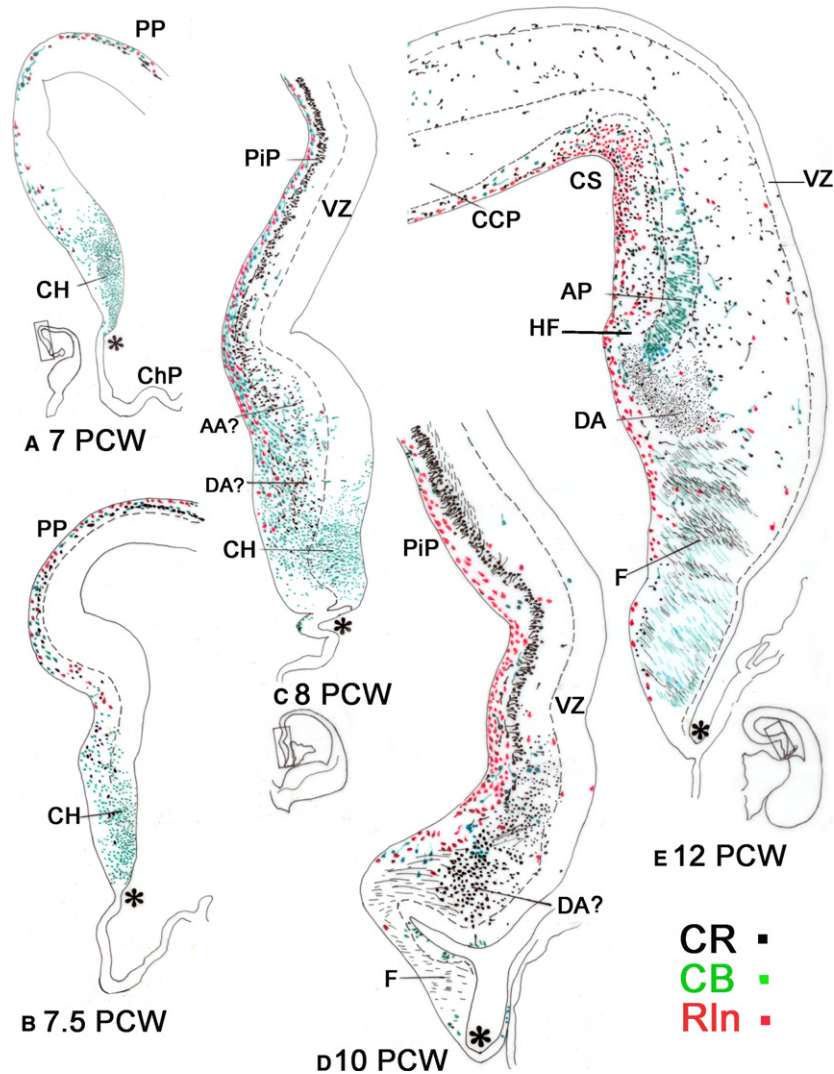 PP
CH
*
ChP
A 7 PCW
PP
CH
*
B 7.5 PCW
PiP
VZ
AA?
DA?
CH
*
C 8 PCW
PiP
VZ
DA?
F
*
D 10 PCW
CS
CCP
VZ
AP
HF
DA
F
*
E 12 PCW
CR
CB
Rln